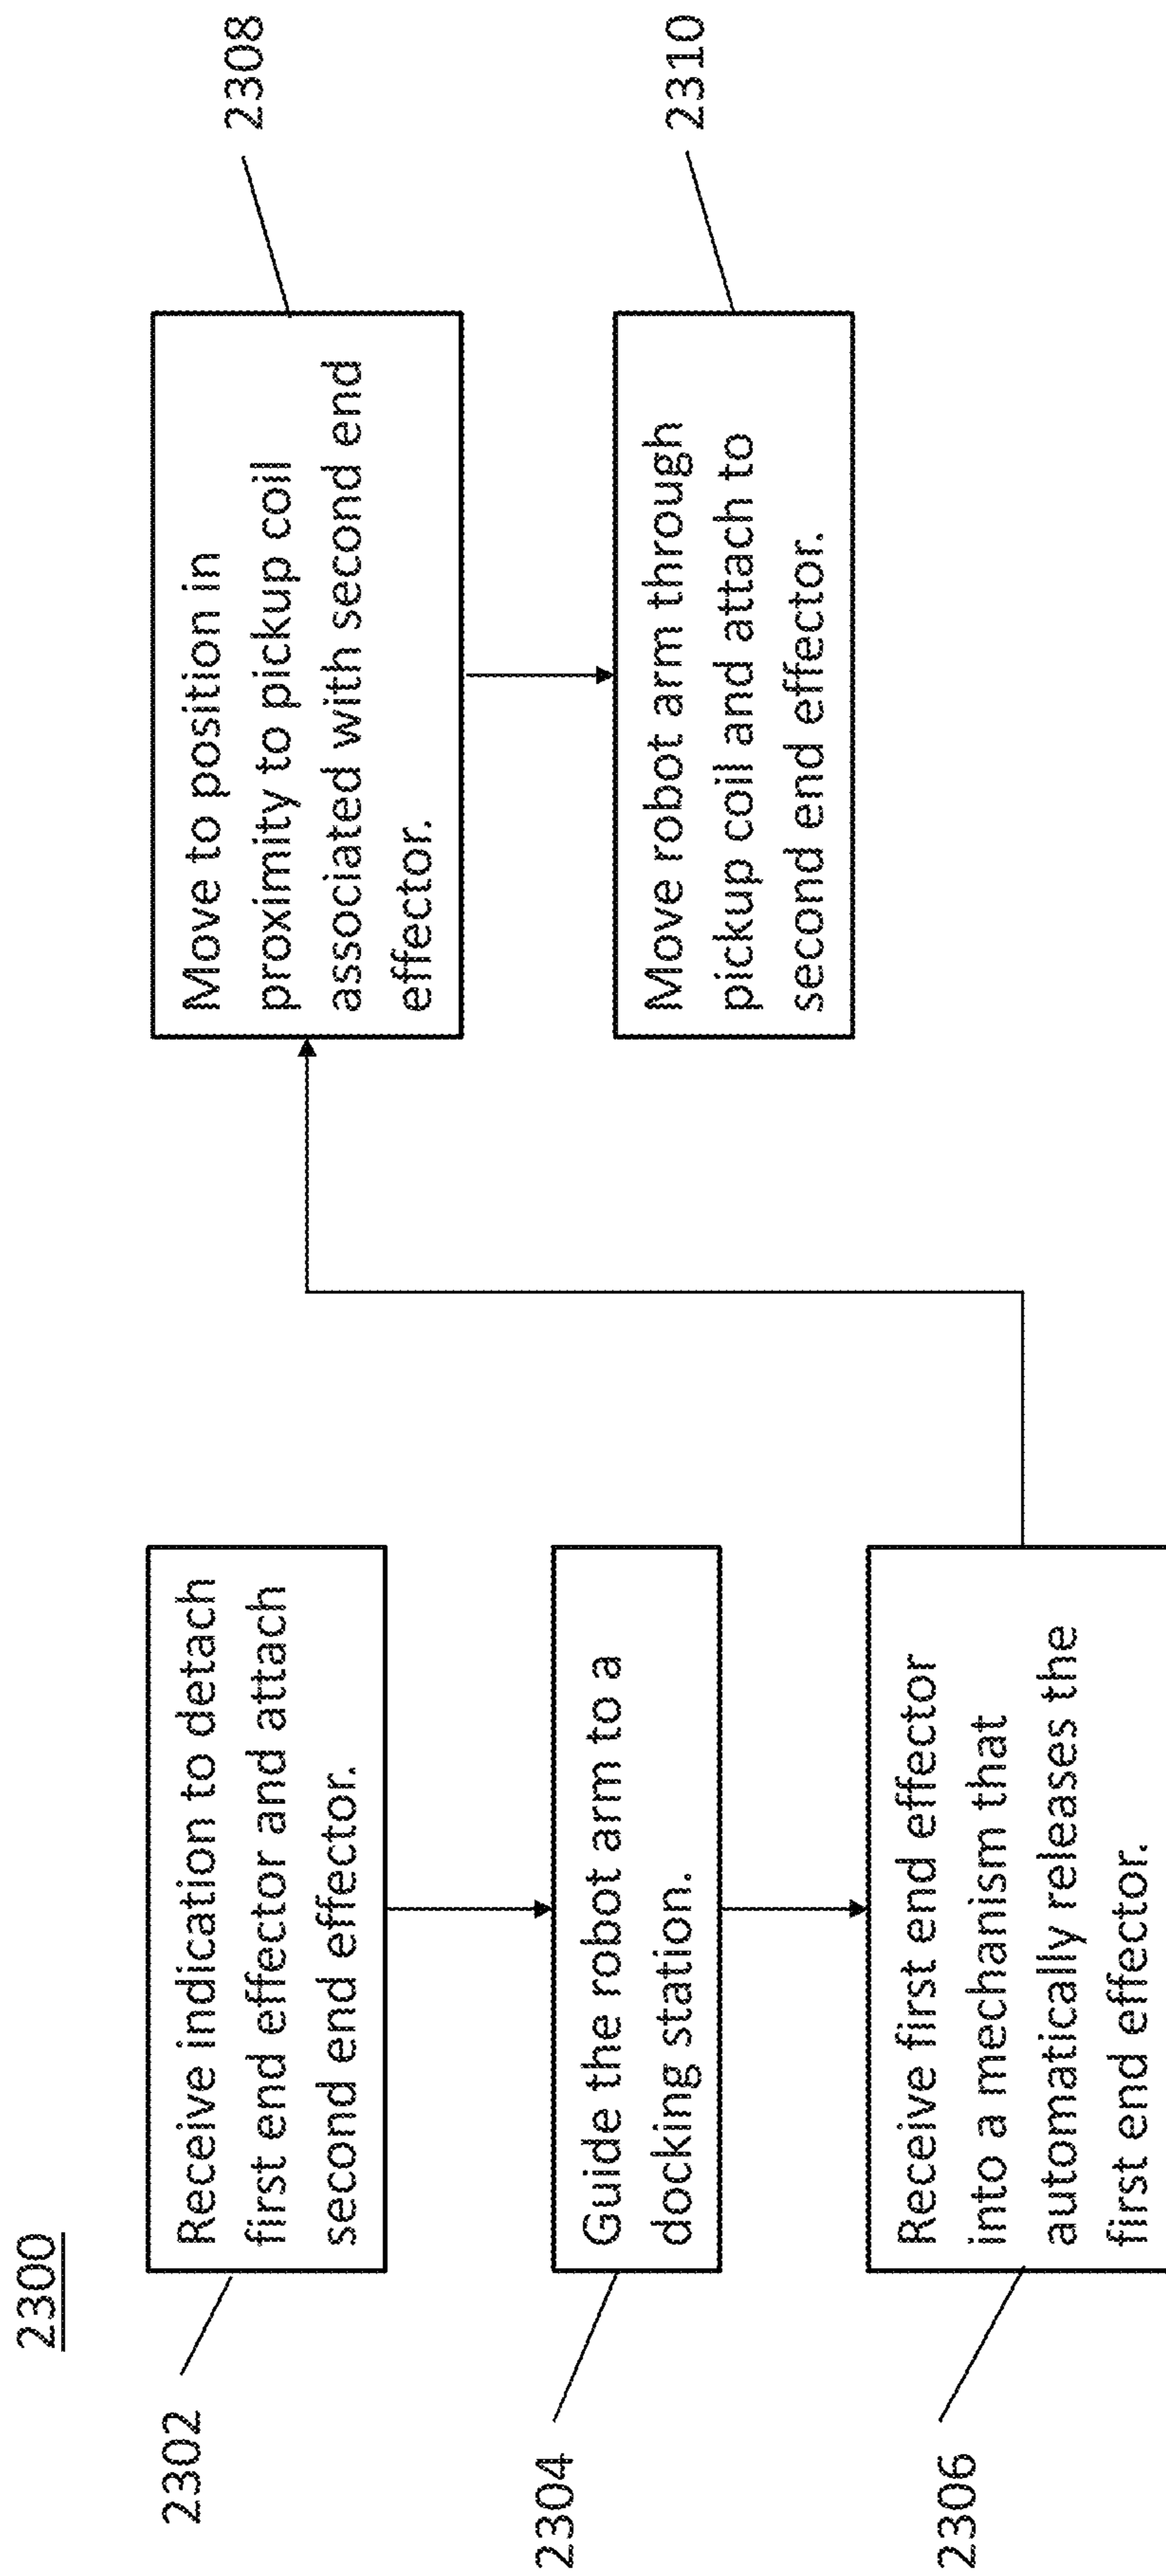 2300
2302
Receive indication to detach
first end effector and attach
second end effector.
2304
Guide the robot arm to a
docking station.
2306
Receive first end effector
into a mechanism that
automatically releases the
first end effector.
2308
Move to position in
proximity to pickup coil
associated with second end
effector.
2310
Move robot arm through
pickup coil and attach to
second end effector.